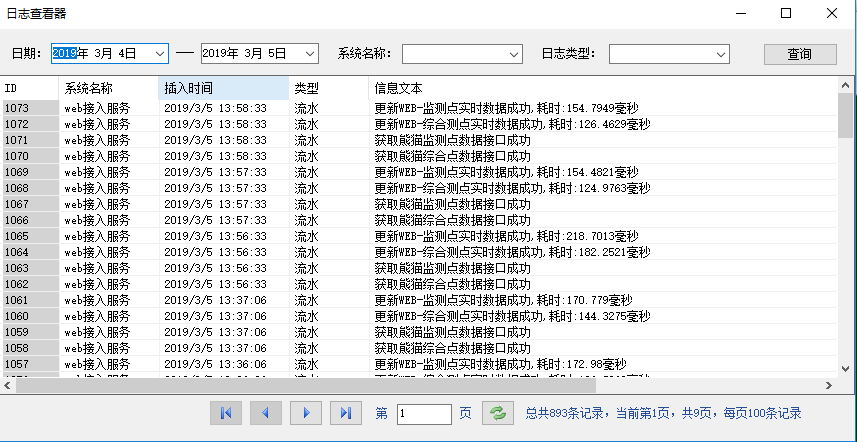 日志查看器
日期: 2019年 3月 4日 — 2019年 3月 5日 系统名称: 日志类型: 查询
ID 系统名称 插入时间 类型 信息文本
1073 web接入服务 2019/3/5 13:58:33 流水 更新WEB-监测点实时数据成功,耗时:154.7949毫秒
1072 web接入服务 2019/3/5 13:58:33 流水 更新WEB-综合测点实时数据成功,耗时:126.4629毫秒
1071 web接入服务 2019/3/5 13:58:33 流水 获取熊猫监测点数据接口成功
1070 web接入服务 2019/3/5 13:58:33 流水 获取熊猫综合点数据接口成功
1069 web接入服务 2019/3/5 13:57:33 流水 更新WEB-监测点实时数据成功,耗时:154.4821毫秒
1068 web接入服务 2019/3/5 13:57:33 流水 更新WEB-综合测点实时数据成功,耗时:124.9763毫秒
1067 web接入服务 2019/3/5 13:57:33 流水 获取熊猫监测点数据接口成功
1066 web接入服务 2019/3/5 13:57:33 流水 获取熊猫综合点数据接口成功
1065 web接入服务 2019/3/5 13:56:33 流水 更新WEB-监测点实时数据成功,耗时:218.7013毫秒
1064 web接入服务 2019/3/5 13:56:33 流水 更新WEB-综合测点实时数据成功,耗时:182.2521毫秒
1063 web接入服务 2019/3/5 13:56:33 流水 获取熊猫监测点数据接口成功
1062 web接入服务 2019/3/5 13:56:33 流水 获取熊猫综合点数据接口成功
1061 web接入服务 2019/3/5 13:37:06 流水 更新WEB-监测点实时数据成功,耗时:170.779毫秒
1060 web接入服务 2019/3/5 13:37:06 流水 更新WEB-综合测点实时数据成功,耗时:144.3275毫秒
1059 web接入服务 2019/3/5 13:37:06 流水 获取熊猫监测点数据接口成功
1058 web接入服务 2019/3/5 13:37:06 流水 获取熊猫综合点数据接口成功
1057 web接入服务 2019/3/5 13:36:06 流水 更新WEB-监测点实时数据成功,耗时:172.98毫秒
第 1 页 总共893条记录，当前第1页，共9页，每页100条记录